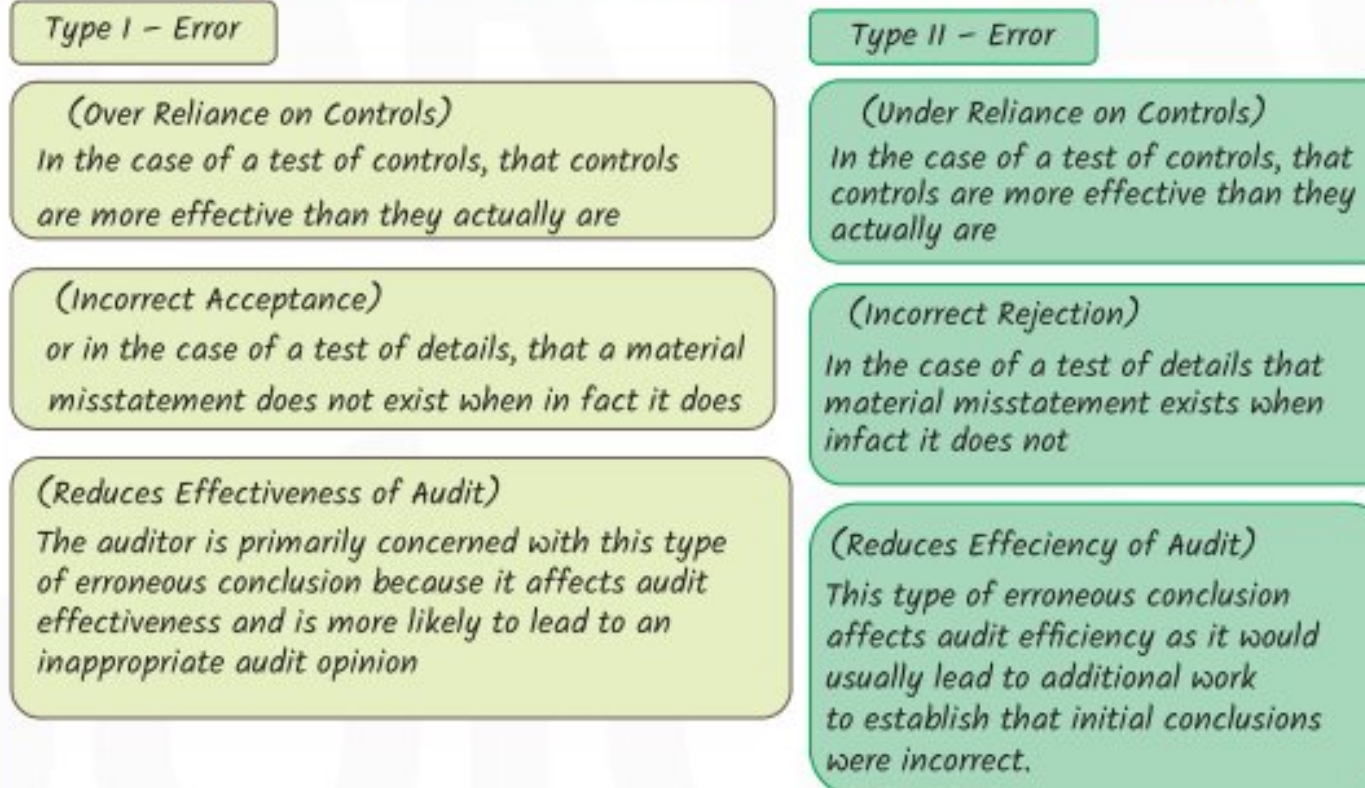 Type I – Error
(Over Reliance on Controls)
In the case of a test of controls, that controls
are more effective than they actually are
(Incorrect Acceptance)
or in the case of a test of details, that a material
misstatement does not exist when in fact it does
(Reduces Effectiveness of Audit)
The auditor is primarily concerned with this type
of erroneous conclusion because it affects audit
effectiveness and is more likely to lead to an
inappropriate audit opinion
Type II – Error
(Under Reliance on Controls)
In the case of a test of controls, that
controls are more effective than they
actually are
(Incorrect Rejection)
In the case of a test of details that
material misstatement exists when
infact it does not
(Reduces Effeciency of Audit)
This type of erroneous conclusion
affects audit efficiency as it would
usually lead to additional work
to establish that initial conclusions
were incorrect.